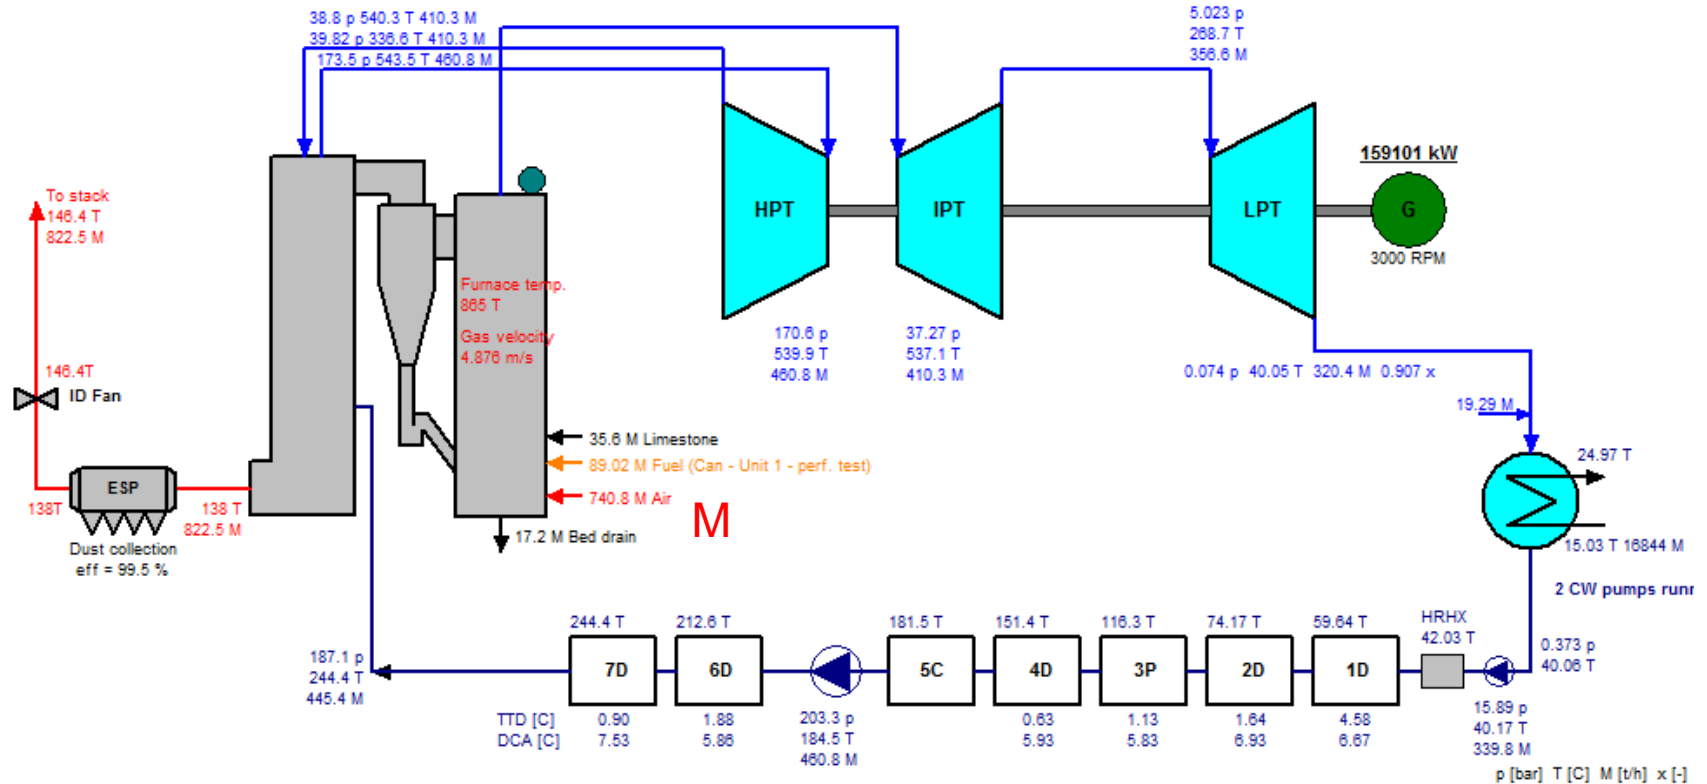 38.8 p 540.3 T 410.3 M
39.82 p 336.6 T 410.3 M
173.5 p 543.5 T 460.8 M
5.023 p
268.7 T
356.6 M
159101 kW
To stack
146.4 T
822.5 M
HPT
IPT
LPT
G
3000 RPM
Furnace temp.
865 T
Gas velocity
4.876 m/s
170.6 p
539.9 T
460.8 M
37.27 p
537.1 T
410.3 M
0.074 p 40.05 T 320.4 M 0.907 x
146.4T
ID Fan
19.29 M
35.6 M Limestone
89.02 M Fuel (Can - Unit 1 - perf. test)
740.8 M Air
M
24.97 T
ESP
138T
138 T
822.5 M
17.2 M Bed drain
Dust collection
eff = 99.5 %
15.03 T 16844 M
2 CW pumps runn
244.4 T
212.6 T
181.5 T
151.4 T
116.3 T
74.17 T
59.64 T
HRHX
42.03 T
0.373 p
40.06 T
187.1 p
244.4 T
445.4 M
7D
6D
5C
4D
3P
2D
1D
TTD [C] 0.90 1.88 0.63 1.13 1.64 4.58
DCA [C] 7.53 5.86 5.93 5.83 6.93 6.67
203.3 p
184.5 T
460.8 M
15.89 p
40.17 T
339.8 M
p [bar] T [C] M [t/h] x [-]